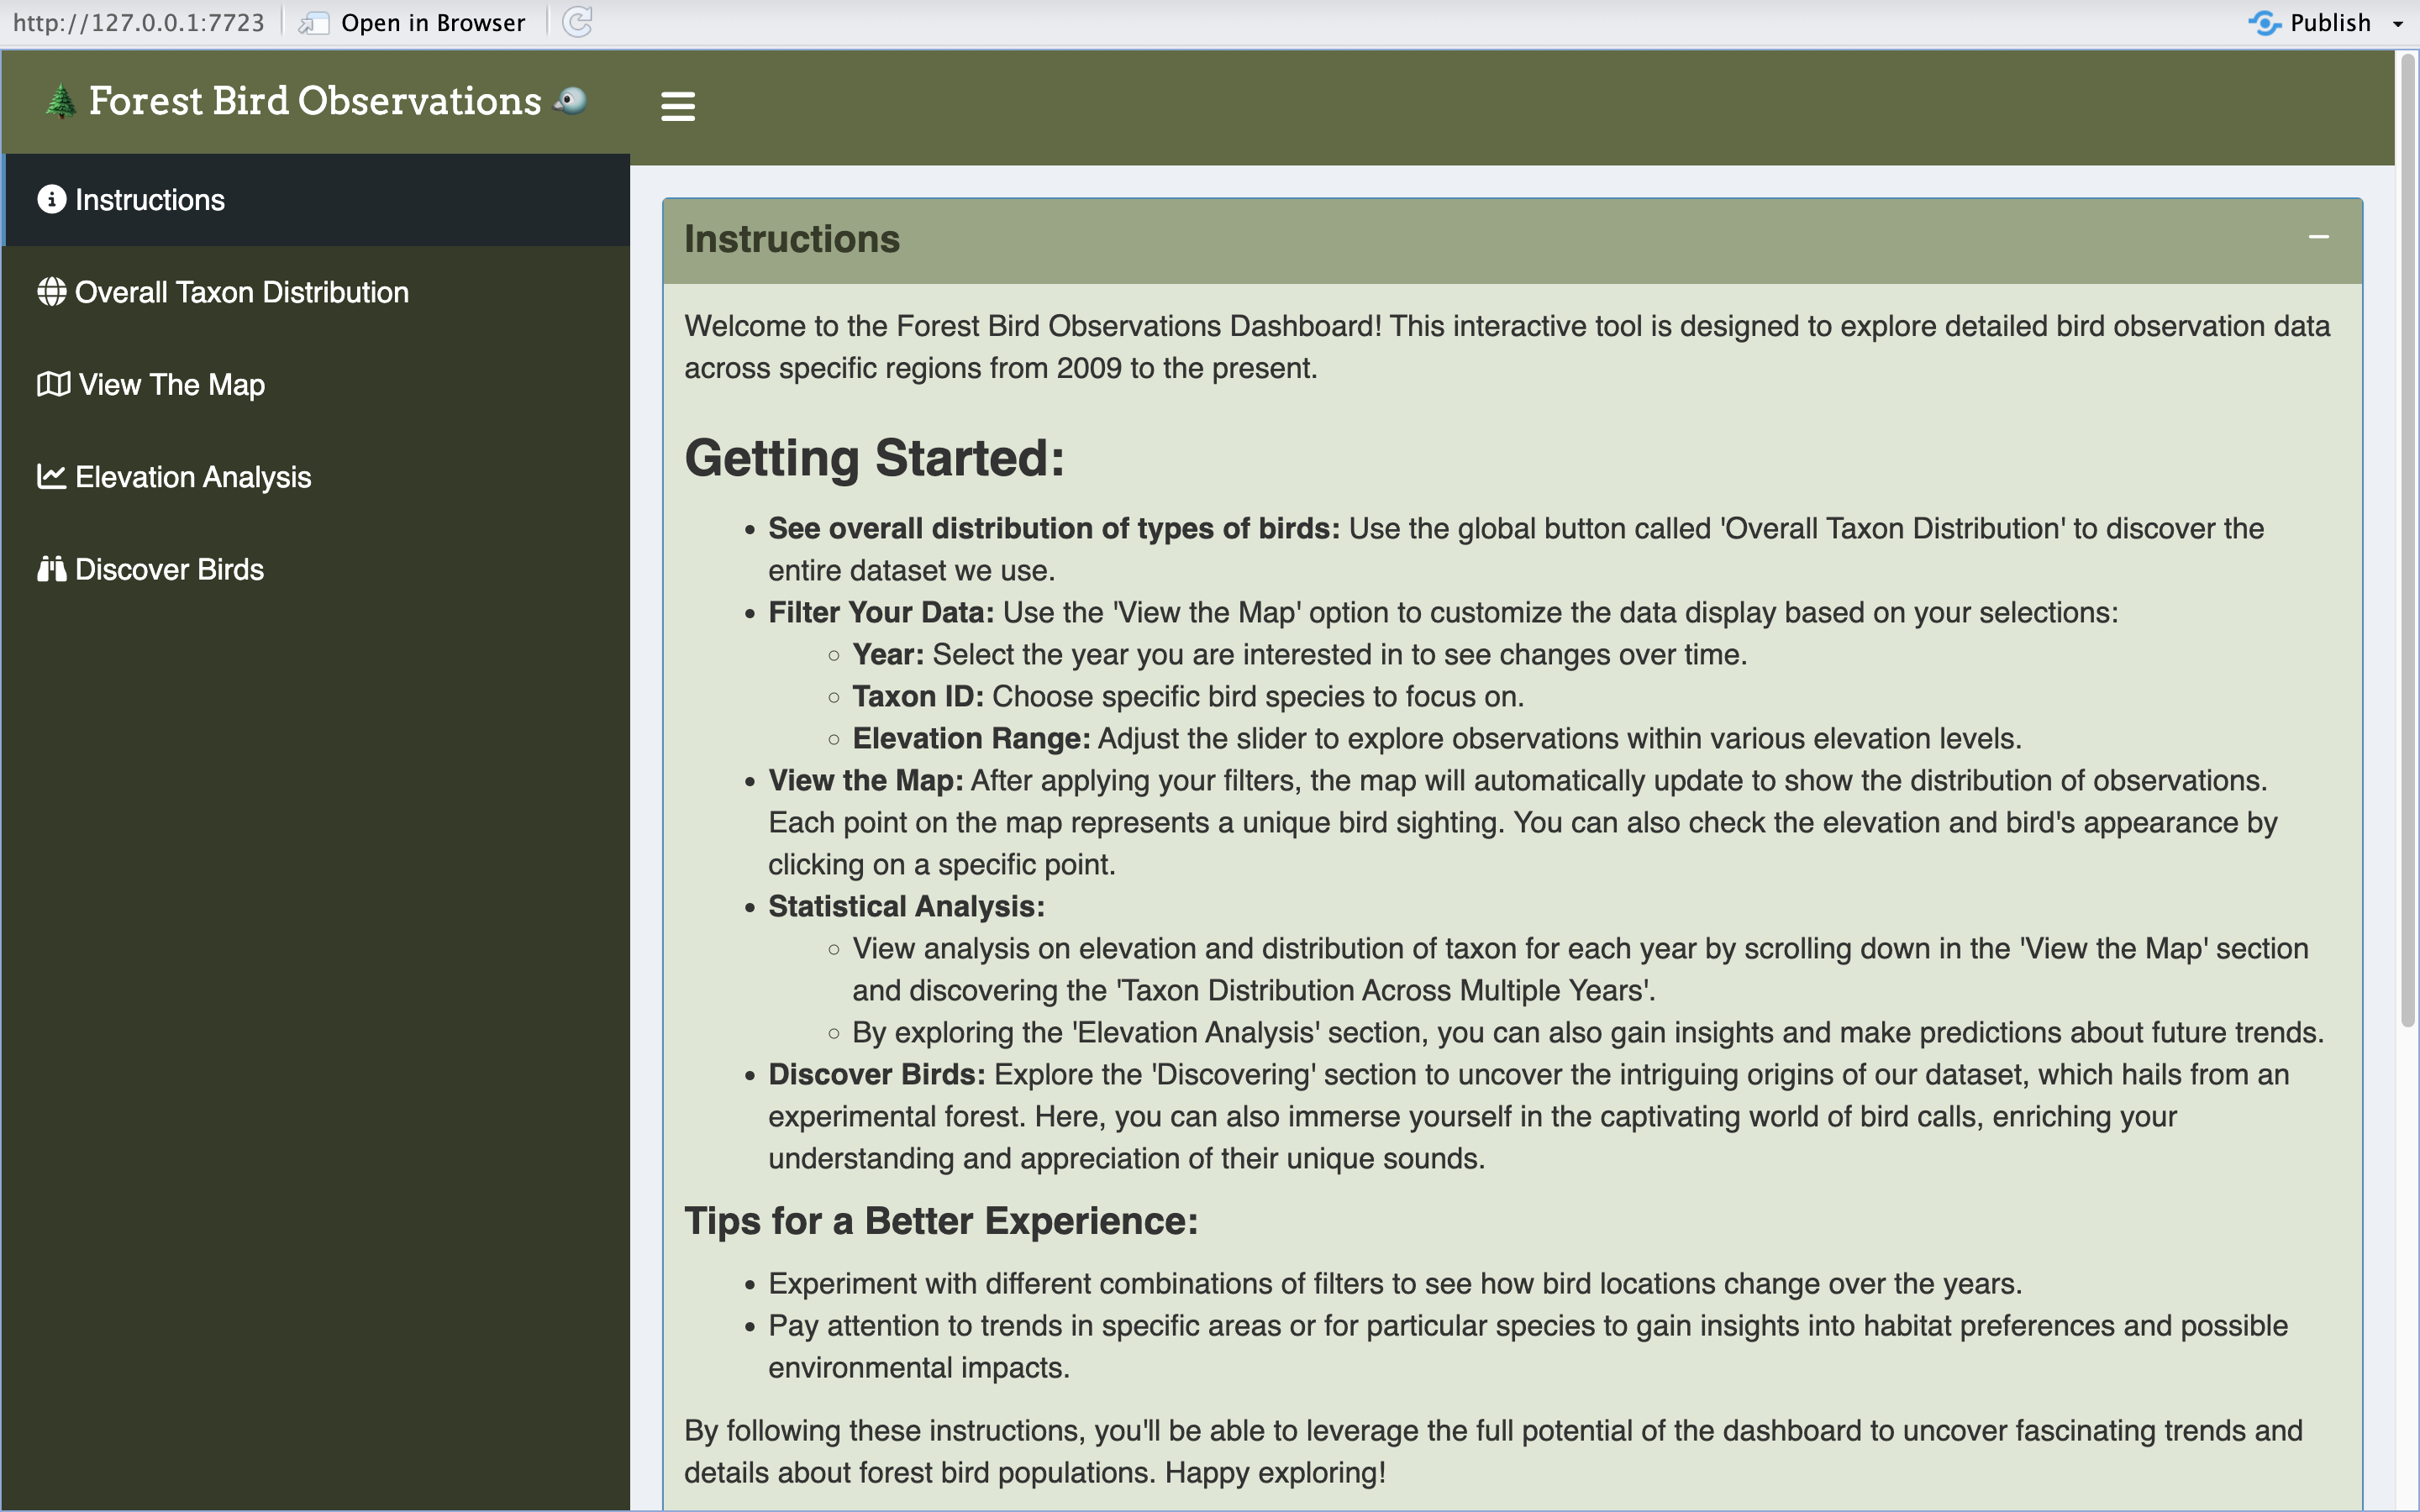 http://127.0.0.1:7723
Open in Browser
Publish
Forest Bird Observations
Instructions
Overall Taxon Distribution
View The Map
Elevation Analysis
Discover Birds
Instructions
Welcome to the Forest Bird Observations Dashboard! This interactive tool is designed to explore detailed bird observation data
across specific regions from 2009 to the present.
Getting Started:
• See overall distribution of types of birds: Use the global button called 'Overall Taxon Distribution' to discover the
entire dataset we use.
• Filter Your Data: Use the 'View the Map' option to customize the data display based on your selections:
◦ Year: Select the year you are interested in to see changes over time.
◦ Taxon ID: Choose specific bird species to focus on.
◦ Elevation Range: Adjust the slider to explore observations within various elevation levels.
• View the Map: After applying your filters, the map will automatically update to show the distribution of observations.
Each point on the map represents a unique bird sighting. You can also check the elevation and bird's appearance by
clicking on a specific point.
• Statistical Analysis:
◦ View analysis on elevation and distribution of taxon for each year by scrolling down in the 'View the Map' section
and discovering the 'Taxon Distribution Across Multiple Years'.
◦ By exploring the 'Elevation Analysis' section, you can also gain insights and make predictions about future trends.
• Discover Birds: Explore the 'Discovering' section to uncover the intriguing origins of our dataset, which hails from an
experimental forest. Here, you can also immerse yourself in the captivating world of bird calls, enriching your
understanding and appreciation of their unique sounds.
Tips for a Better Experience:
• Experiment with different combinations of filters to see how bird locations change over the years.
• Pay attention to trends in specific areas or for particular species to gain insights into habitat preferences and possible
environmental impacts.
By following these instructions, you'll be able to leverage the full potential of the dashboard to uncover fascinating trends and
details about forest bird populations. Happy exploring!